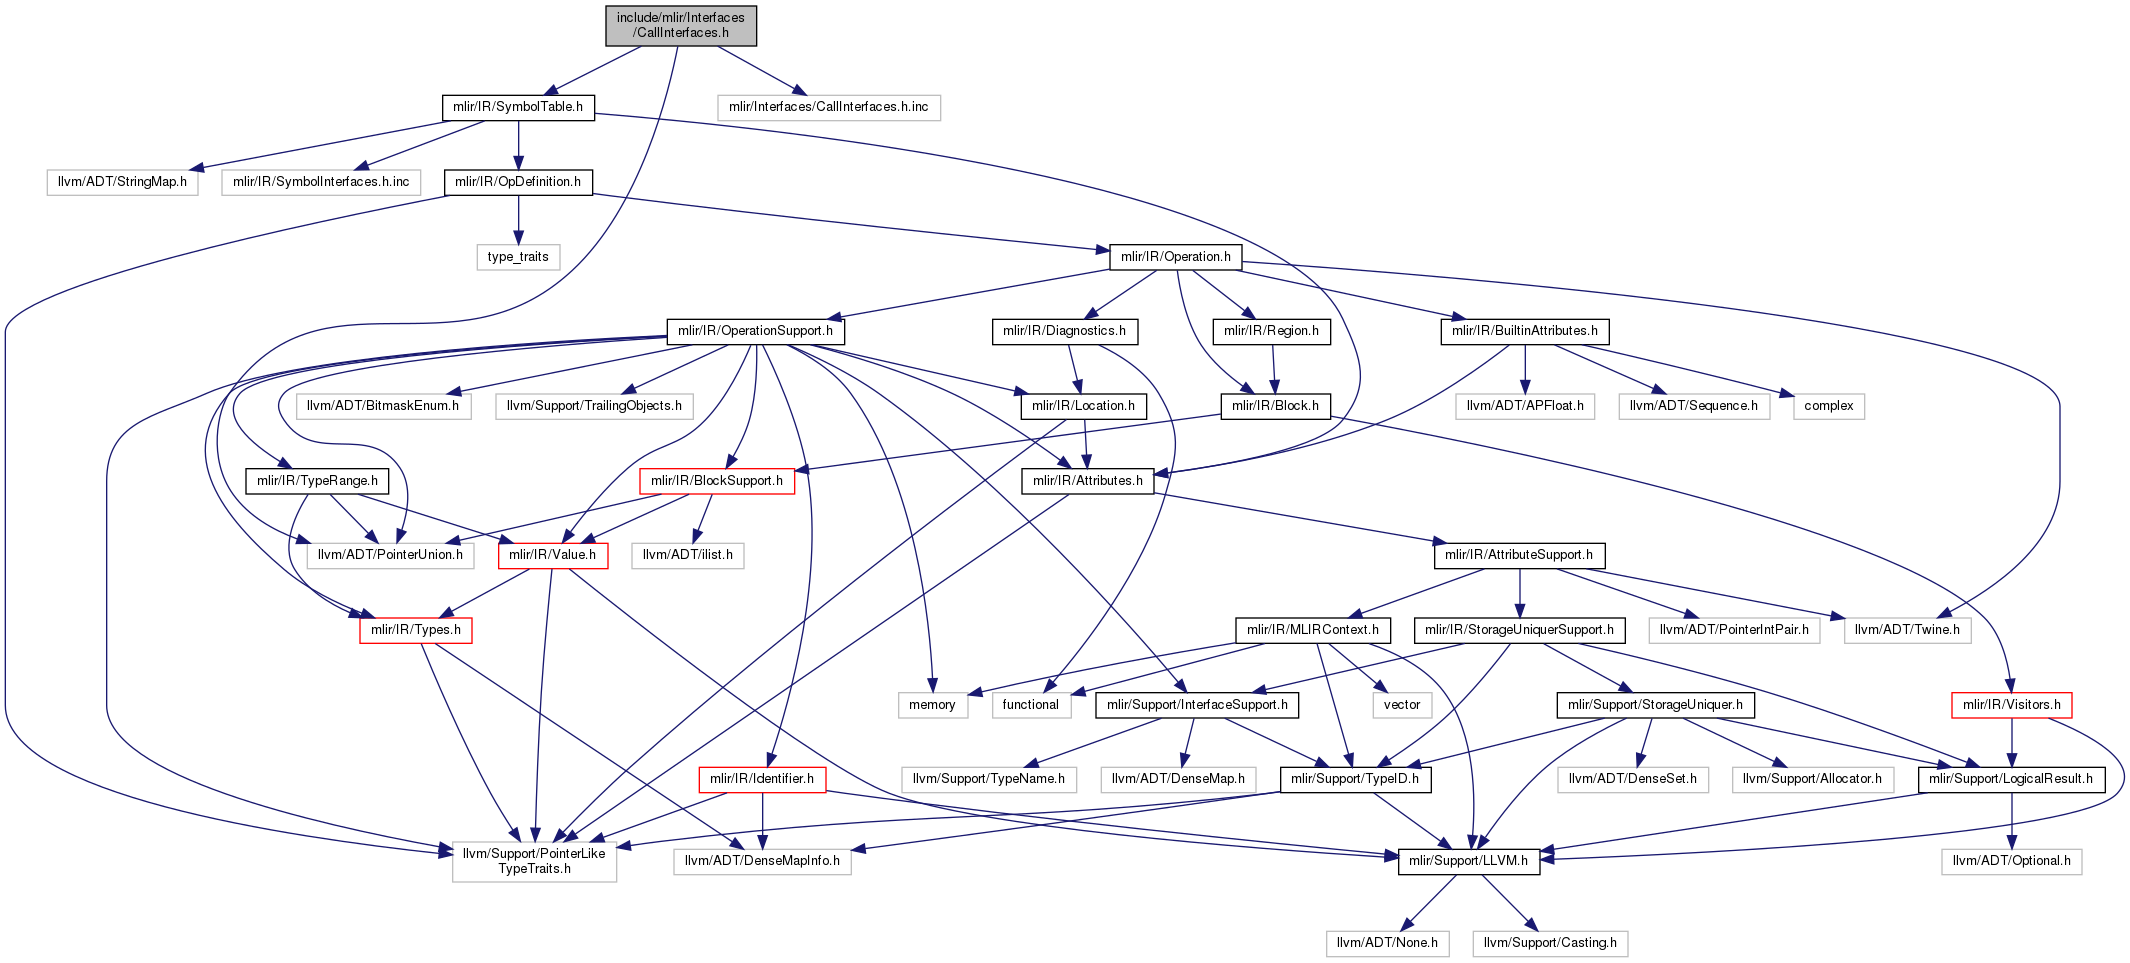 include/mlir/Interfaces
/CallInterfaces.h
mlir/IR/SymbolTable.h
mlir/Interfaces/CallInterfaces.h.inc
llvm/ADT/StringMap.h
mlir/IR/SymbolInterfaces.h.inc
mlir/IR/OpDefinition.h
type_traits
mlir/IR/Operation.h
mlir/IR/OperationSupport.h
mlir/IR/Diagnostics.h
mlir/IR/Region.h
mlir/IR/BuiltinAttributes.h
llvm/ADT/BitmaskEnum.h
llvm/Support/TrailingObjects.h
mlir/IR/Location.h
mlir/IR/Block.h
llvm/ADT/APFloat.h
llvm/ADT/Sequence.h
complex
mlir/IR/TypeRange.h
mlir/IR/BlockSupport.h
mlir/IR/Attributes.h
llvm/ADT/PointerUnion.h
mlir/IR/Value.h
llvm/ADT/ilist.h
mlir/IR/AttributeSupport.h
mlir/IR/Types.h
mlir/IR/MLIRContext.h
mlir/IR/StorageUniquerSupport.h
llvm/ADT/PointerIntPair.h
llvm/ADT/Twine.h
memory
functional
mlir/Support/InterfaceSupport.h
vector
mlir/Support/StorageUniquer.h
mlir/IR/Visitors.h
mlir/IR/Identifier.h
llvm/Support/TypeName.h
llvm/ADT/DenseMap.h
mlir/Support/TypeID.h
llvm/ADT/DenseSet.h
llvm/Support/Allocator.h
mlir/Support/LogicalResult.h
llvm/Support/PointerLike
TypeTraits.h
llvm/ADT/DenseMapInfo.h
mlir/Support/LLVM.h
llvm/ADT/Optional.h
llvm/ADT/None.h
llvm/Support/Casting.h